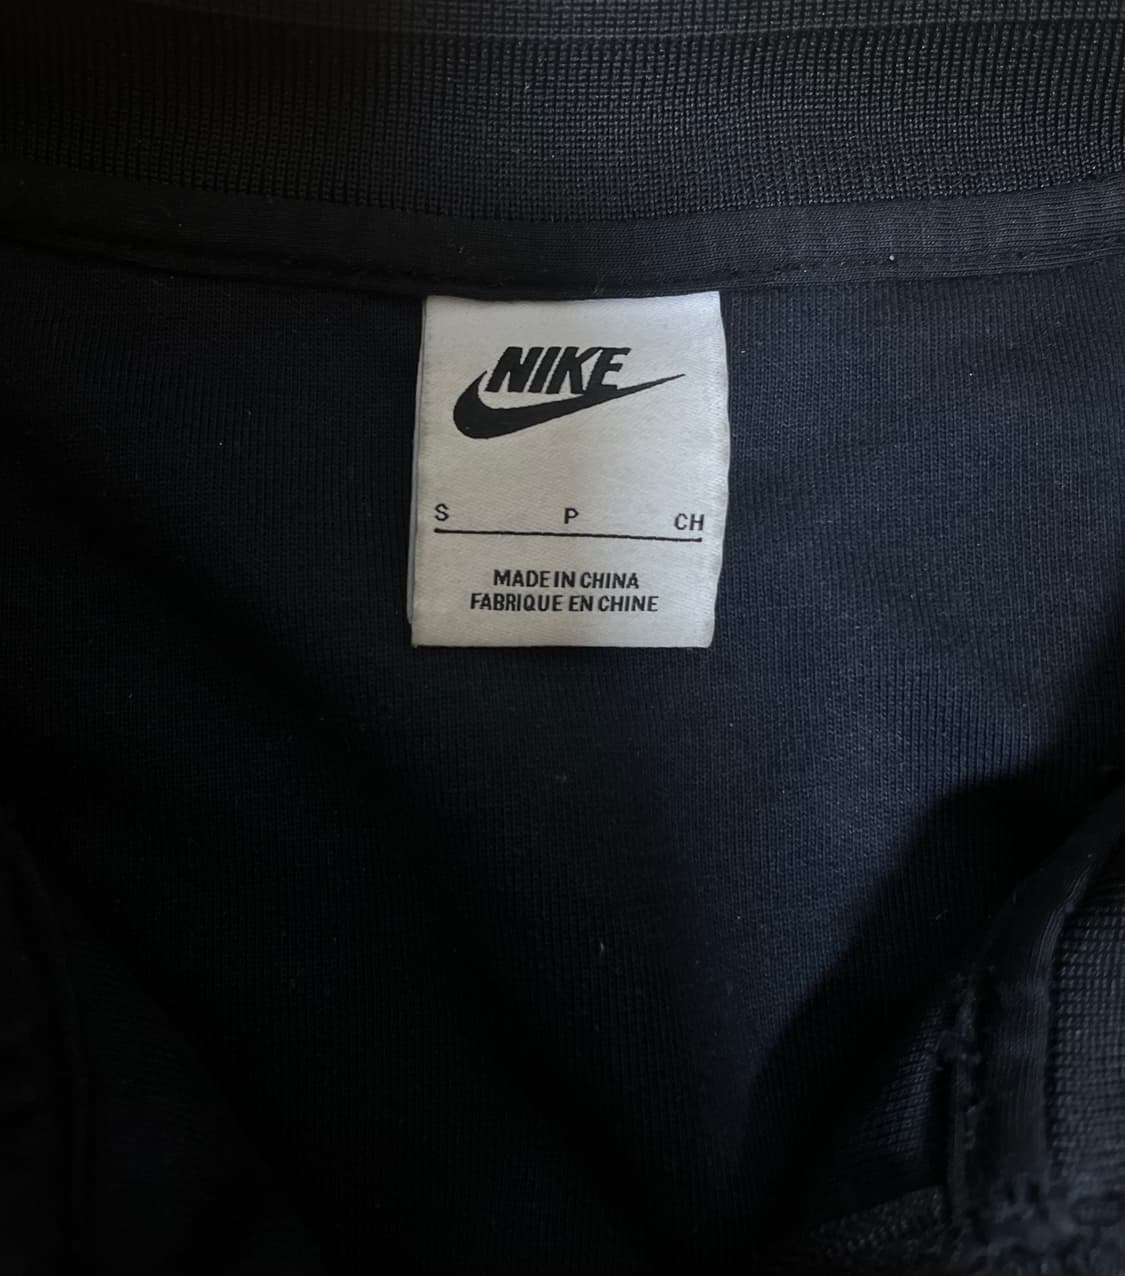 NIKE
S P CH
MADE IN CHINA
FABRIQUE EN CHINE